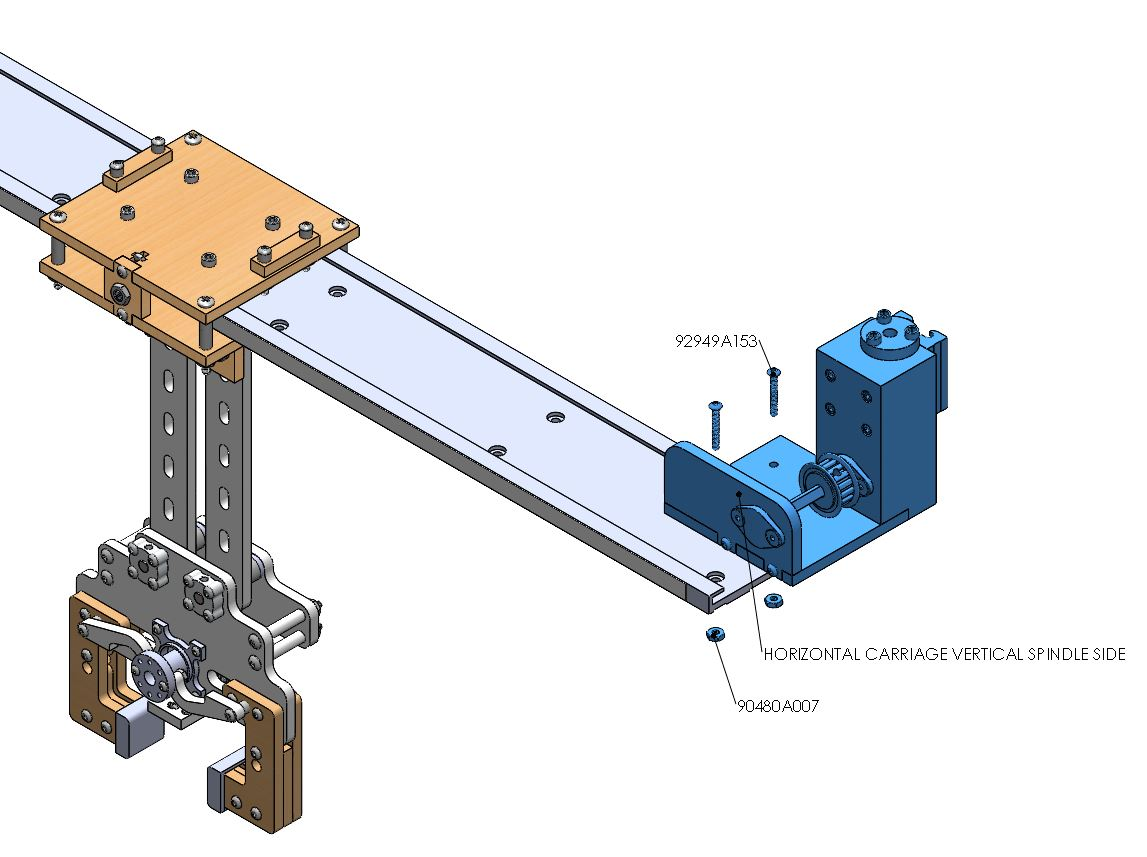 92949A153
HORIZONTAL CARRIAGE VERTICAL SPINDLE SIDE
90480A007